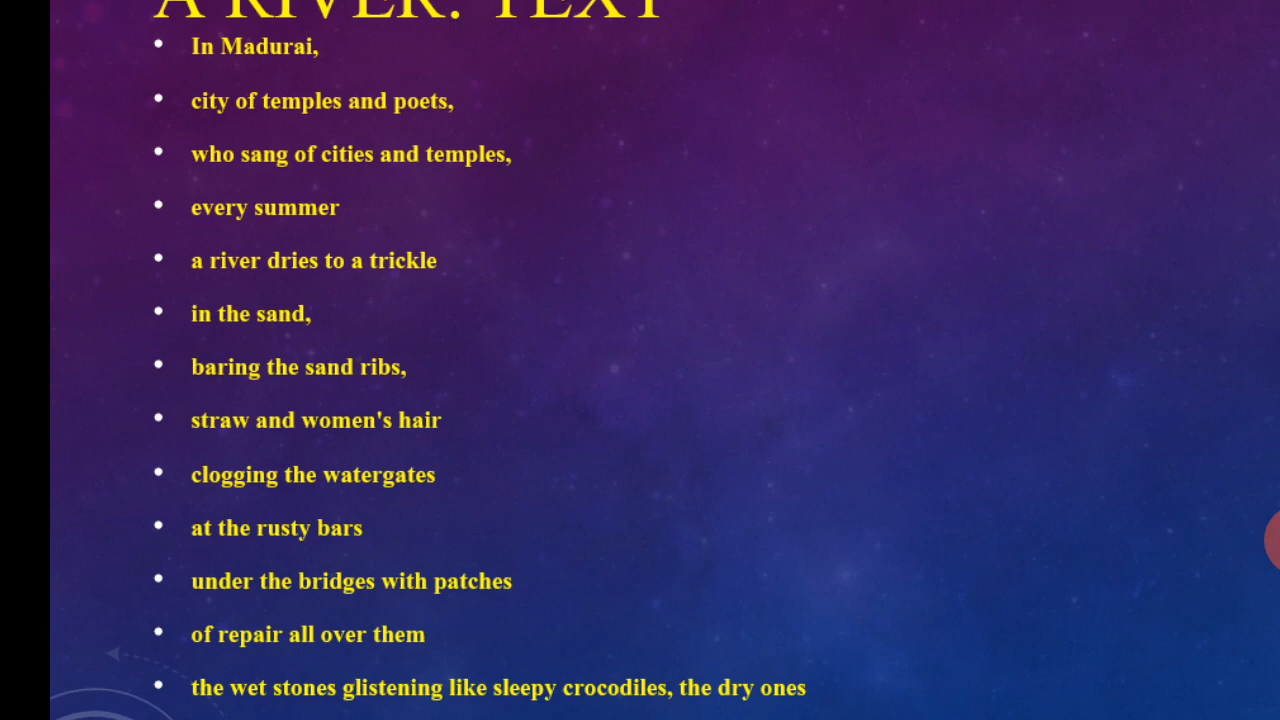 A RIVER: TEXT
In Madurai,
city of temples and poets,
who sang of cities and temples,
every summer
a river dries to a trickle
in the sand,
baring the sand ribs,
straw and women's hair
clogging the watergates
at the rusty bars
under the bridges with patches
of repair all over them
the wet stones glistening like sleepy crocodiles, the dry ones